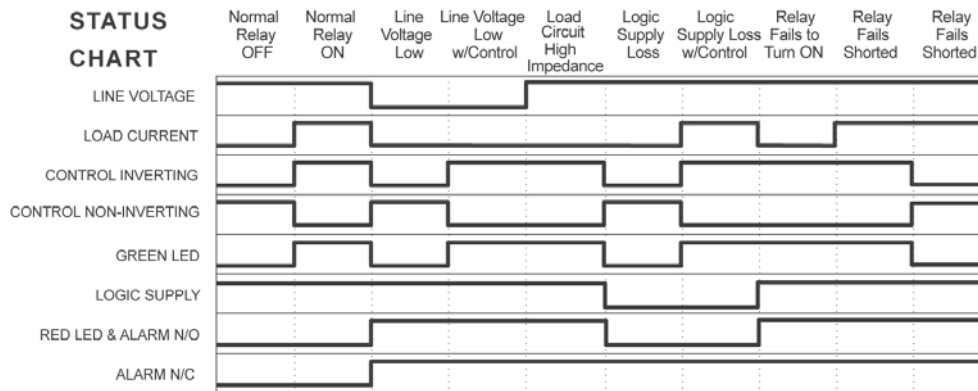 STATUS
CHART
Normal
Relay
OFF
Normal
Relay
ON
Line
Voltage
Low
Line Voltage
Low
w/Control
Load
Circuit
High
Impedance
Logic
Supply
Loss
Logic
Supply Loss
w/Control
Relay
Fails to
Turn ON
Relay
Fails
Shorted
Relay
Fails
Shorted
LINE VOLTAGE
LOAD CURRENT
CONTROL INVERTING
CONTROL NON-INVERTING
GREEN LED
LOGIC SUPPLY
RED LED & ALARM N/O
ALARM N/C